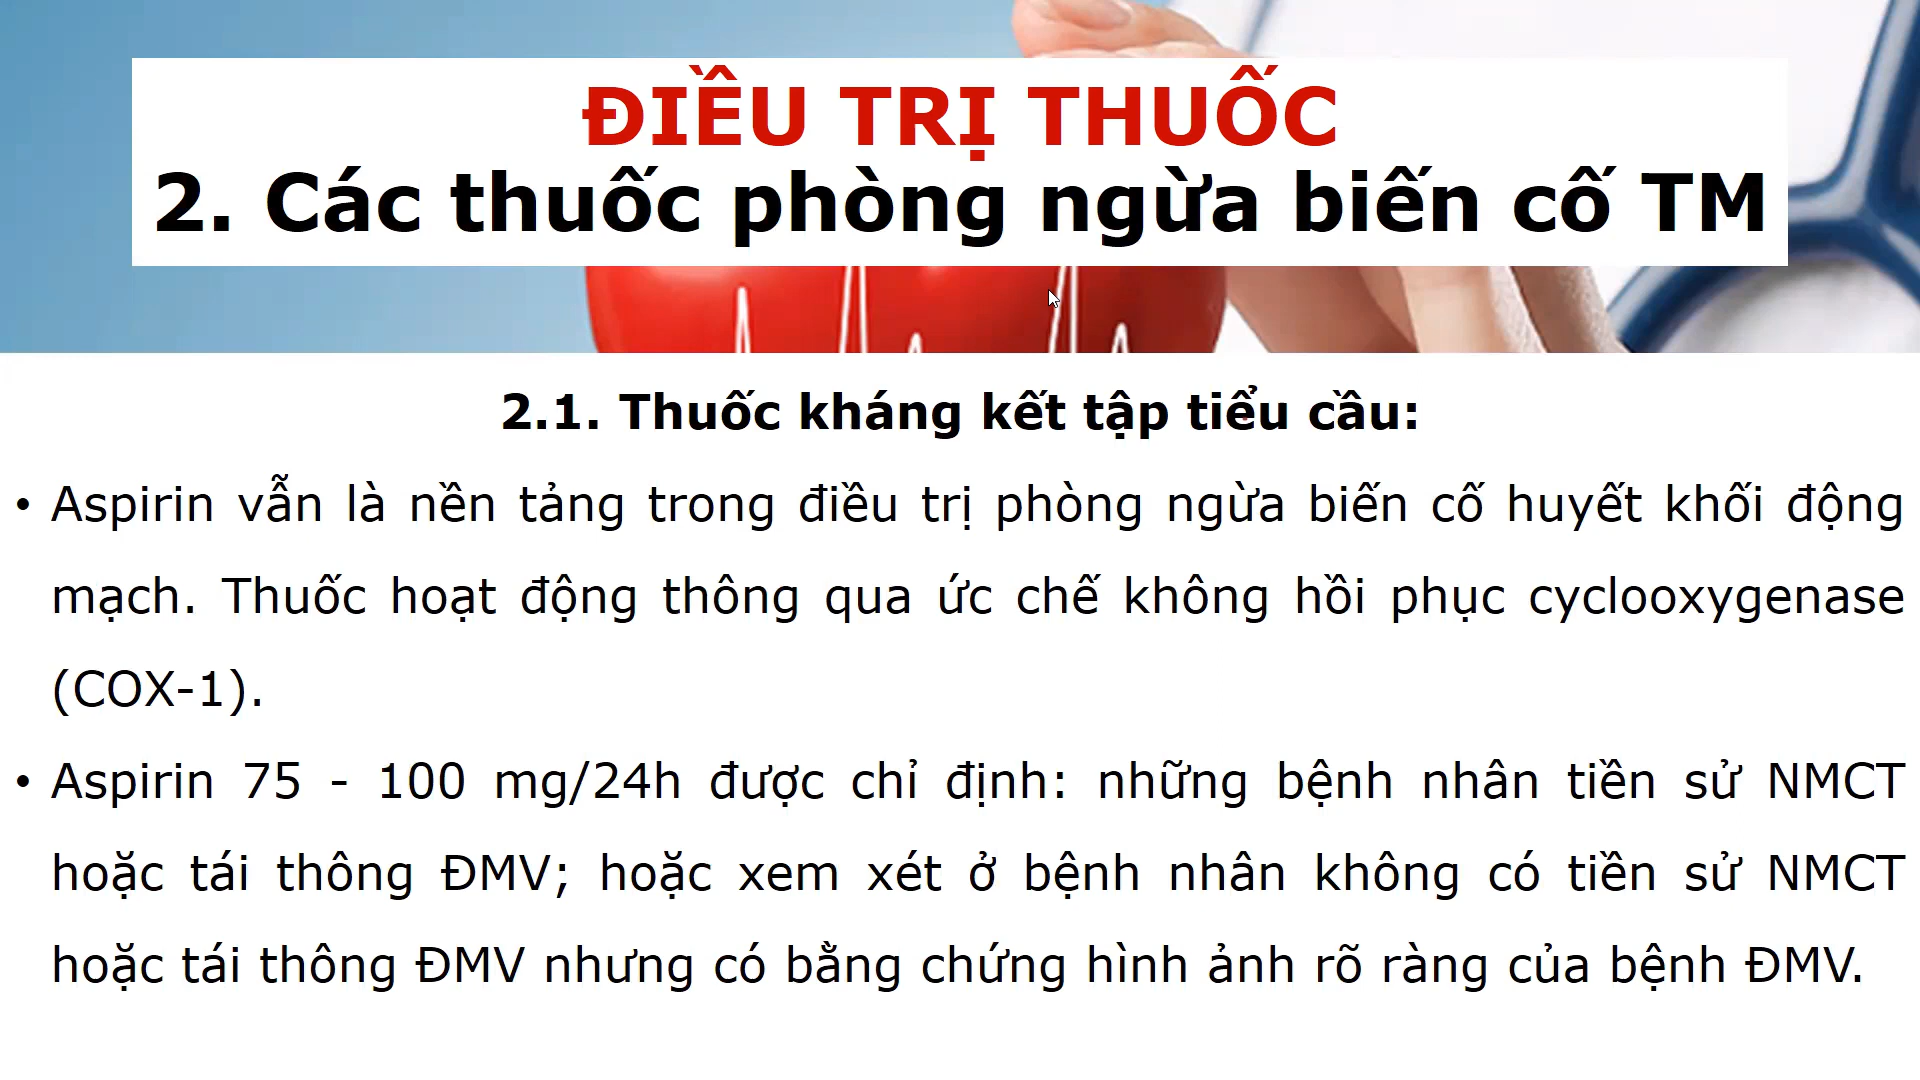 ĐIỀU TRỊ THUỐC
2. Các thuốc phòng ngừa biến cố TM
2.1. Thuốc kháng kết tập tiểu cầu:
• Aspirin vẫn là nền tảng trong điều trị phòng ngừa biến cố huyết khối động
mạch. Thuốc hoạt động thông qua ức chế không hồi phục cyclooxygenase
(COX-1).
• Aspirin 75 - 100 mg/24h được chỉ định: những bệnh nhân tiền sử NMCT
hoặc tái thông ĐMV; hoặc xem xét ở bệnh nhân không có tiền sử NMCT
hoặc tái thông ĐMV nhưng có bằng chứng hình ảnh rõ ràng của bệnh ĐMV.